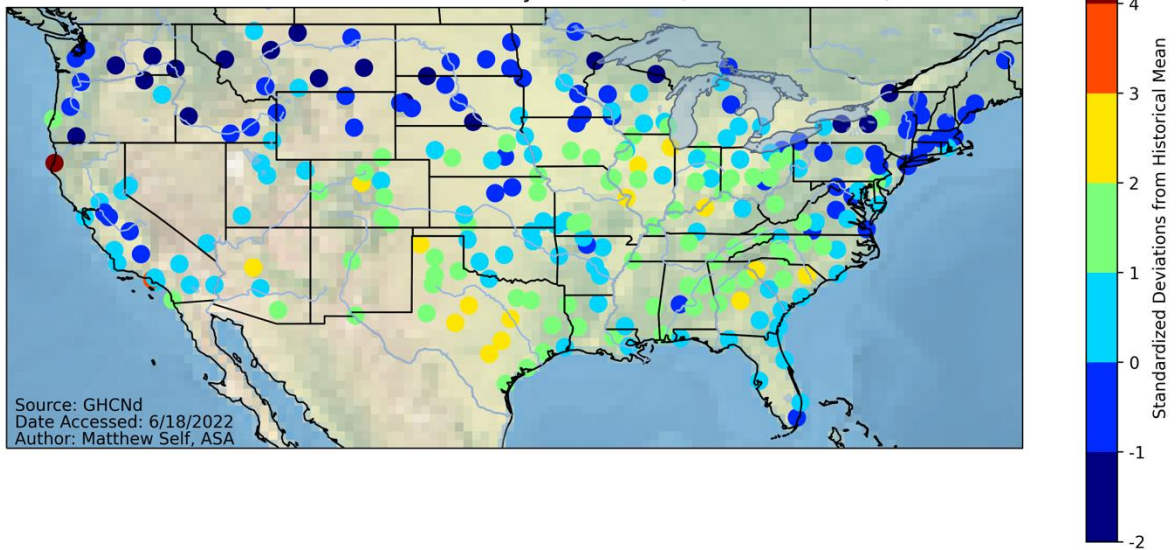 Source: GHCNd
Date Accessed: 6/18/2022
Author: Matthew Self, ASA
4
3
2
1
0
-1
-2
Standardized Deviations from Historical Mean